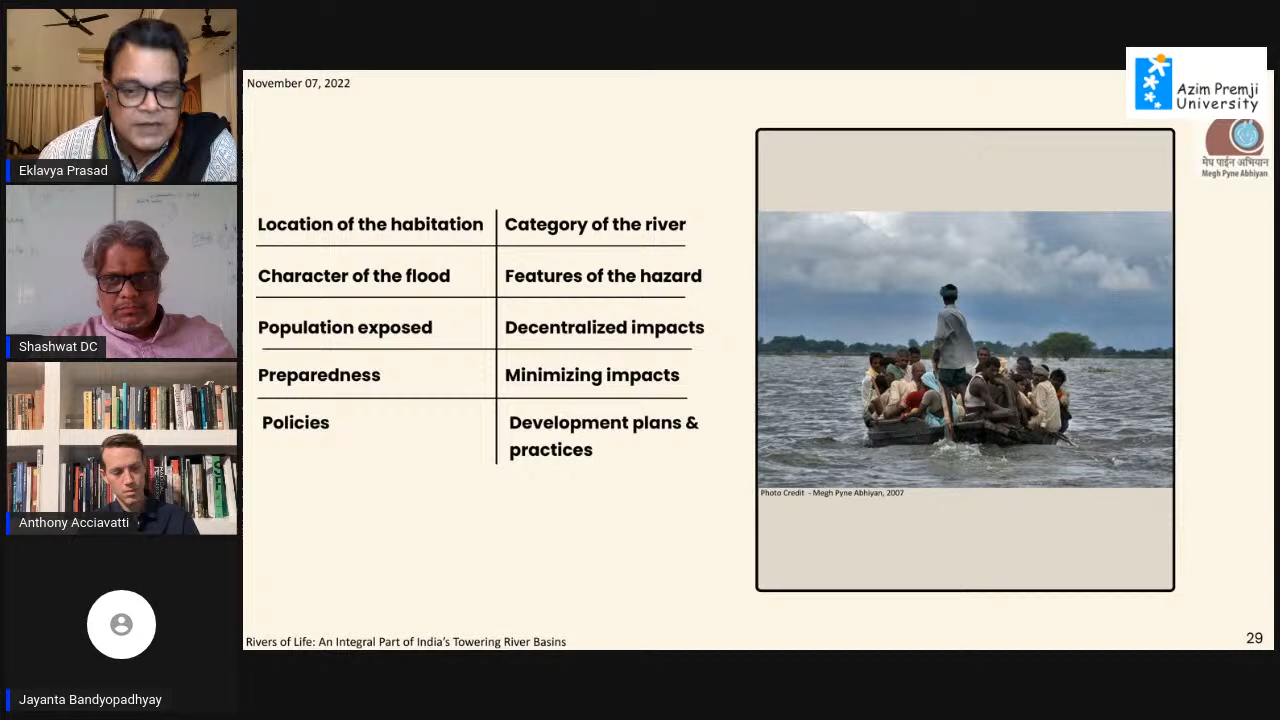 Eklavya Prasad
Shashwat DC
Anthony Acciavatti
Jayanta Bandyopadhyay
November 07, 2022
Azim Premji
University
मेघ पाईन अभियान
Megh Pyne Abhiyan
Location of the habitation
Category of the river
Character of the flood
Features of the hazard
Population exposed
Decentralized impacts
Preparedness
Minimizing impacts
Policies
Development plans &
practices
Photo Credit - Megh Pyne Abhiyan, 2007
Rivers of Life: An Integral Part of India's Towering River Basins
29